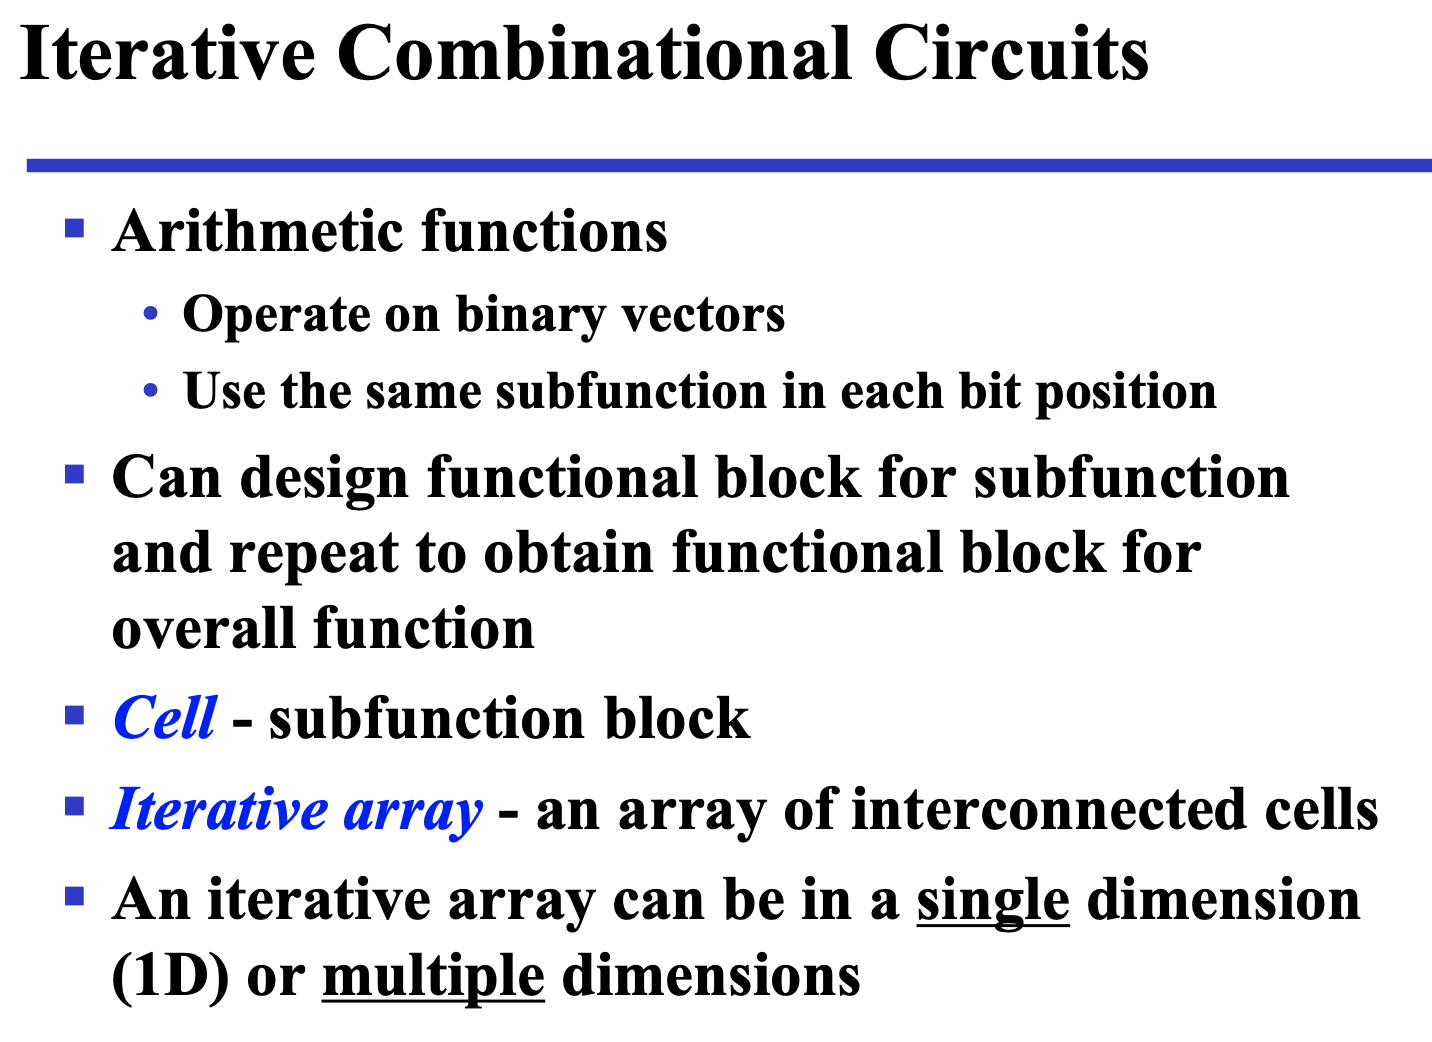 Iterative Combinational Circuits
▪ Arithmetic functions
• Operate on binary vectors
• Use the same subfunction in each bit position
▪ Can design functional block for subfunction
and repeat to obtain functional block for
overall function
▪ Cell - subfunction block
▪ Iterative array - an array of interconnected cells
▪ An iterative array can be in a single dimension
(1D) or multiple dimensions